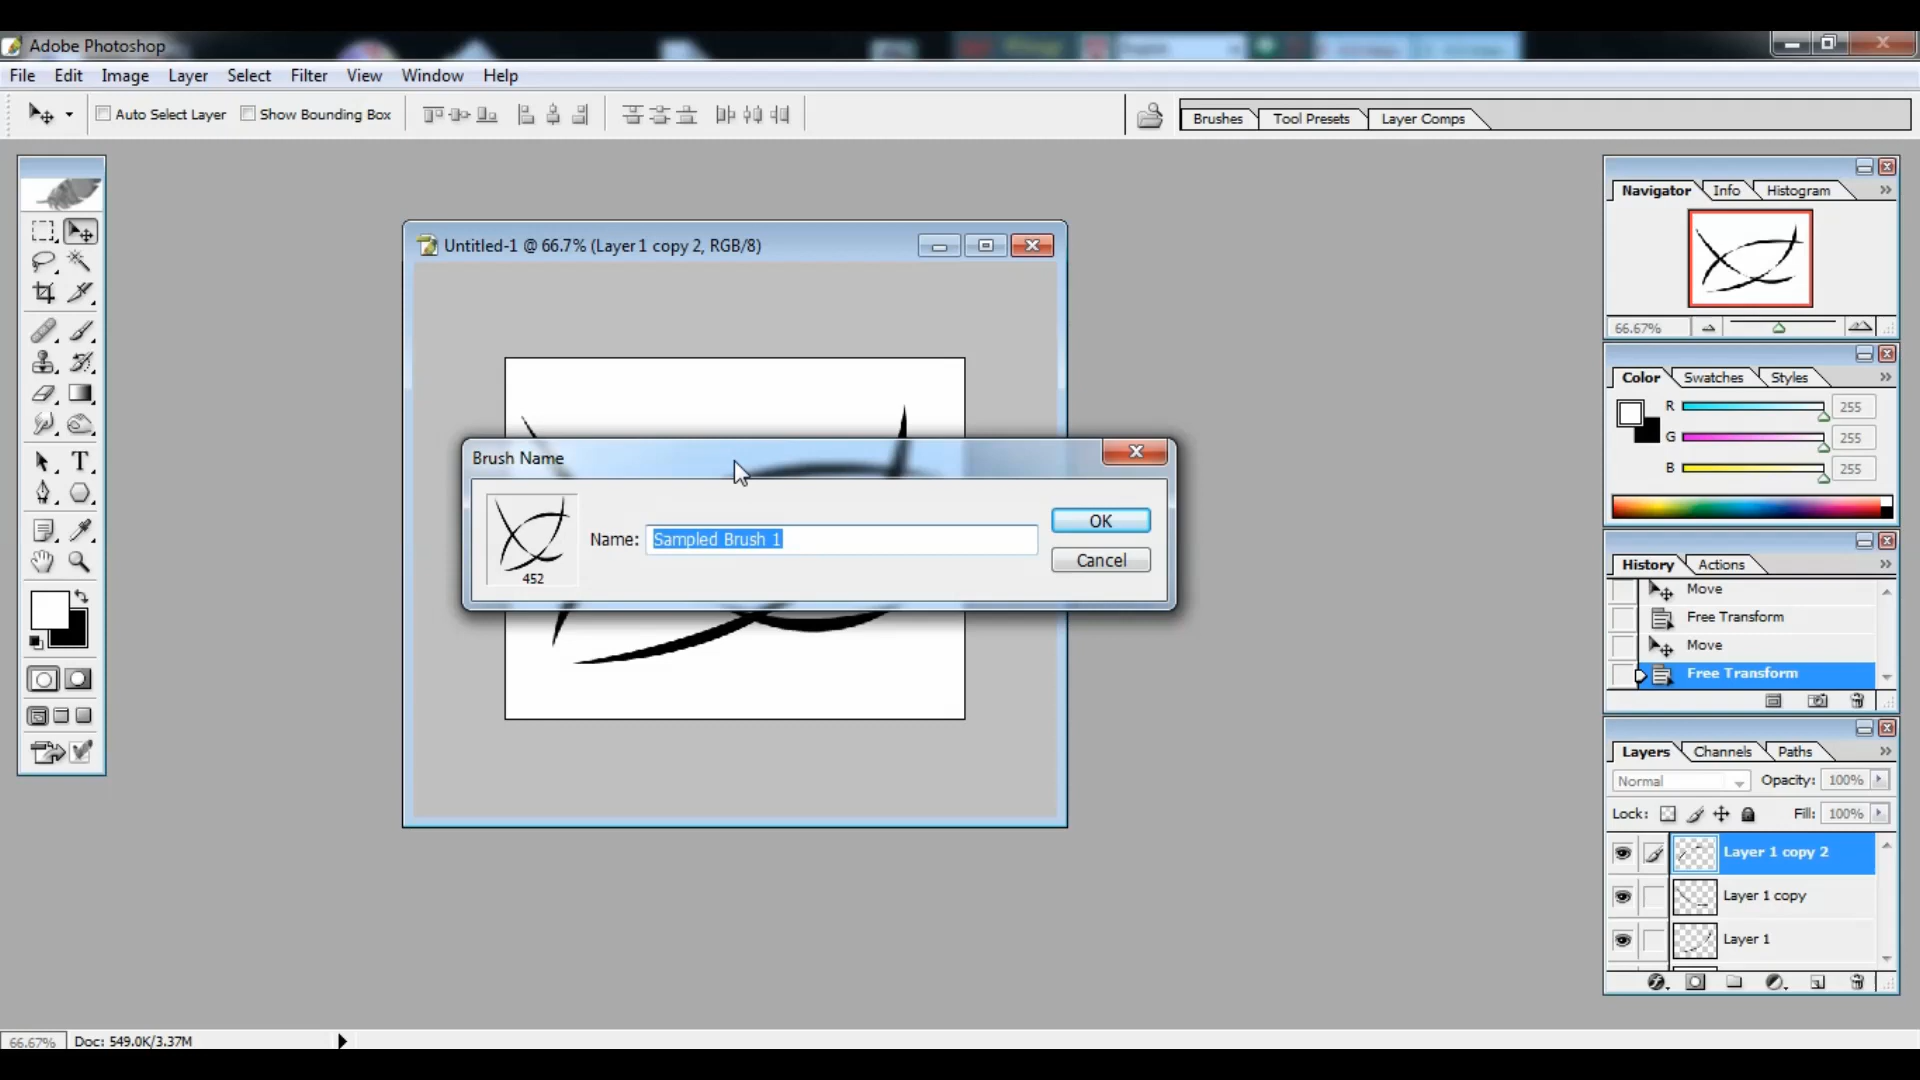 Adobe Photoshop
File Edit Image Layer Select Filter View Window Help
Auto Select Layer Show Bounding Box
Brushes Tool Presets Layer Comps
Navigator Info Histogram
66.67%
Untitled-1 @ 66.7% (Layer 1 copy 2, RGB/8)
Color Swatches Styles
R 255
G 255
B 255
Brush Name
Name: Sampled Brush 1
452
OK
Cancel
History Actions
Move
Free Transform
Move
Free Transform
Layers Channels Paths
Normal Opacity: 100%
Lock: Fill: 100%
Layer 1 copy 2
Layer 1 copy
Layer 1
66.67% Doc: 549.0K/3.37M